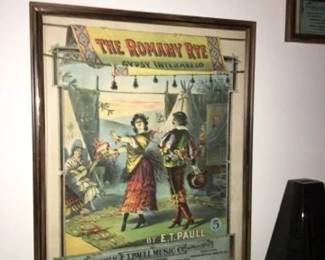 THE ROMANY RYE
GYPSY INTERMEZZO
BY E.T. PAULL
5
E.T. PAULL MUSIC CO.